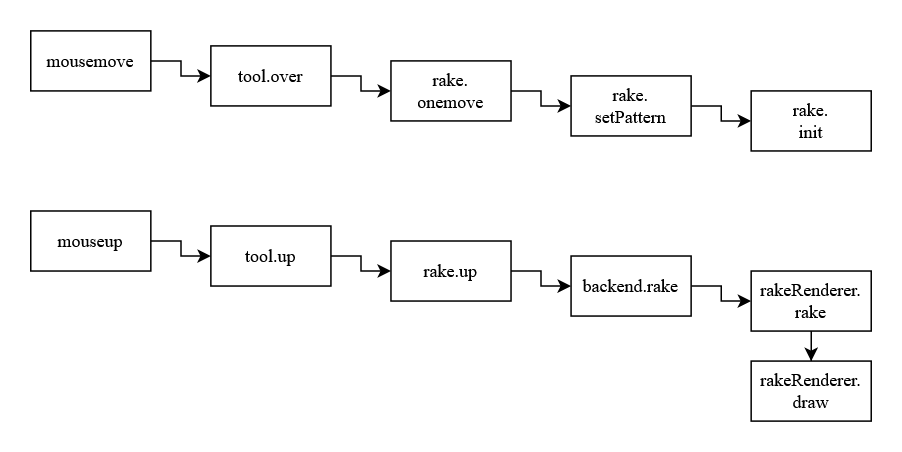 mousemove
tool.over
rake.
onemove
rake.
setPattern
rake.
init
mouseup
tool.up
rake.up
backend.rake
rakeRenderer.
rake
rakeRenderer.
draw